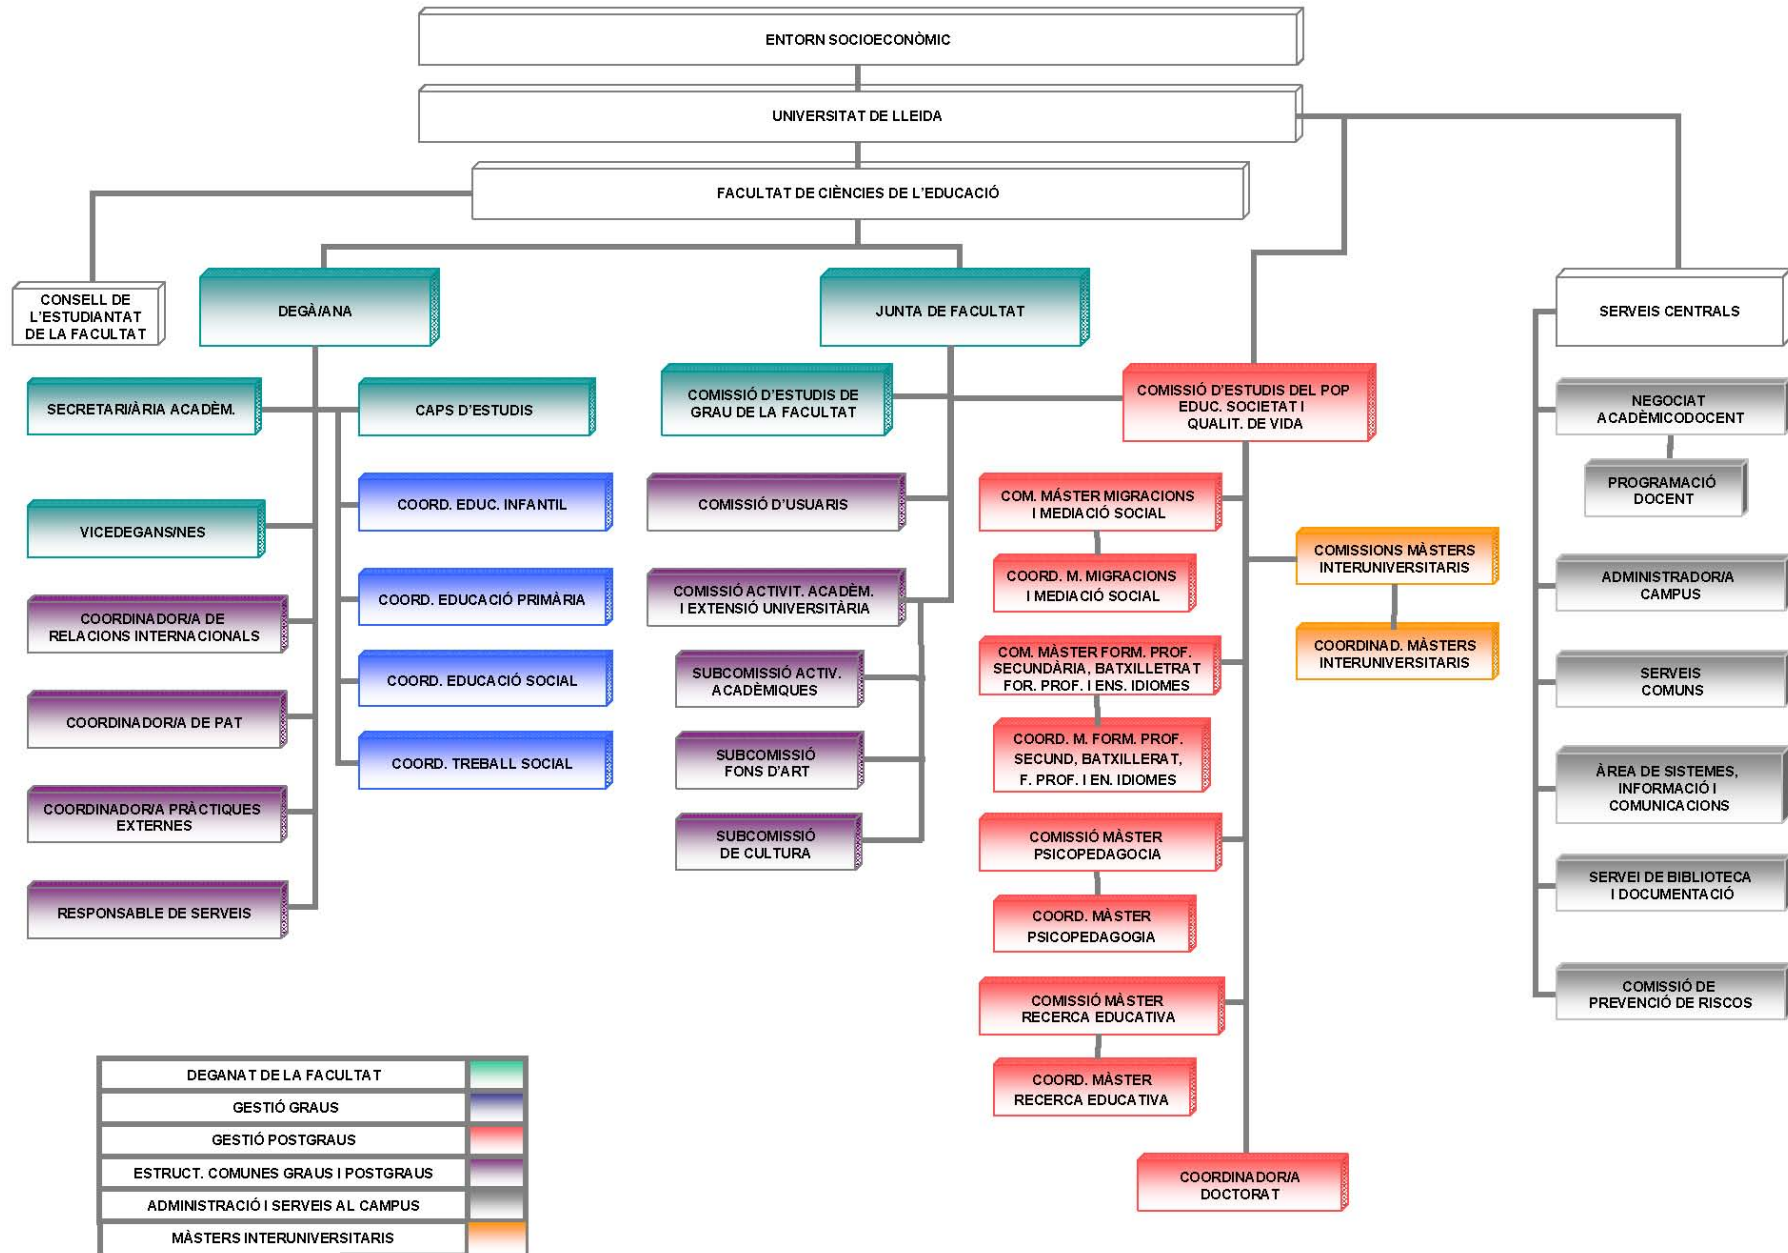 ENTORN SOCIOECONÒMIC
UNIVERSITAT DE LLEIDA
FACULTAT DE CIÈNCIES DE L'EDUCACIÓ
CONSELL DE
L'ESTUDIANTAT
DE LA FACULTAT
DEGÀ/ANA
JUNTA DE FACULTAT
SERVEIS CENTRALS
SECRETARI/ÀRIA ACADÈM.
CAPS D'ESTUDIS
VICEDEGANS/NES
COORD. EDUC. INFANTIL
COORDINADOR/A DE
RELACIONS INTERNACIONALS
COORD. EDUCACIÓ PRIMÀRIA
COORD. EDUCACIÓ SOCIAL
COORDINADOR/A DE PAT
COORD. TREBALL SOCIAL
COORDINADOR/A PRÀCTIQUES
EXTERNES
RESPONSABLE DE SERVEIS
COMISSIÓ D'ESTUDIS DE
GRAU DE LA FACULTAT
COMISSIÓ D'USUARIS
COMISSIÓ ACTIVIT. ACADÈM.
I EXTENSIÓ UNIVERSITÀRIA
SUBCOMISSIÓ ACTIV.
ACADÈMIQUES
SUBCOMISSIÓ
FONS D'ART
SUBCOMISSIÓ
DE CULTURA
COMISSIÓ D'ESTUDIS DEL POP
EDUC. SOCIETAT I
QUALIT. DE VIDA
COM. MÁSTER MIGRACIONS
I MEDIACIÓ SOCIAL
COORD. M. MIGRACIONS
I MEDIACIÓ SOCIAL
COM. MÀSTER FORM. PROF.
SECUNDÀRIA, BATXILLETRAT
FOR. PROF. I ENS. IDIOMES
COORD. M. FORM. PROF.
SECUND, BATXILLERAT,
F. PROF. I EN. IDIOMES
COMISSIÓ MÀSTER
PSICOPEDAGOCIA
COORD. MÀSTER
PSICOPEDAGOGIA
COMISSIÓ MÀSTER
RECERCA EDUCATIVA
COORD. MÀSTER
RECERCA EDUCATIVA
COORDINADOR/A
DOCTORAT
COMISSIONS MÀSTERS
INTERUNIVERSITARIS
COORDINAD. MÀSTERS
INTERUNIVERSITARIS
NEGOCIAT
ACADÈMICODOCENT
PROGRAMACIÓ
DOCENT
ADMINISTRADOR/A
CAMPUS
SERVEIS
COMUNS
ÀREA DE SISTEMES,
INFORMACIÓ I
COMUNICACIONS
SERVEI DE BIBLIOTECA
I DOCUMENTACIÓ
COMISSIÓ DE
PREVENCIÓ DE RISCOS
DEGANAT DE LA FACULTAT
GESTIÓ GRAUS
GESTIÓ POSTGRAUS
ESTRUCT. COMUNES GRAUS I POSTGRAUS
ADMINISTRACIÓ I SERVEIS AL CAMPUS
MÀSTERS INTERUNIVERSITARIS